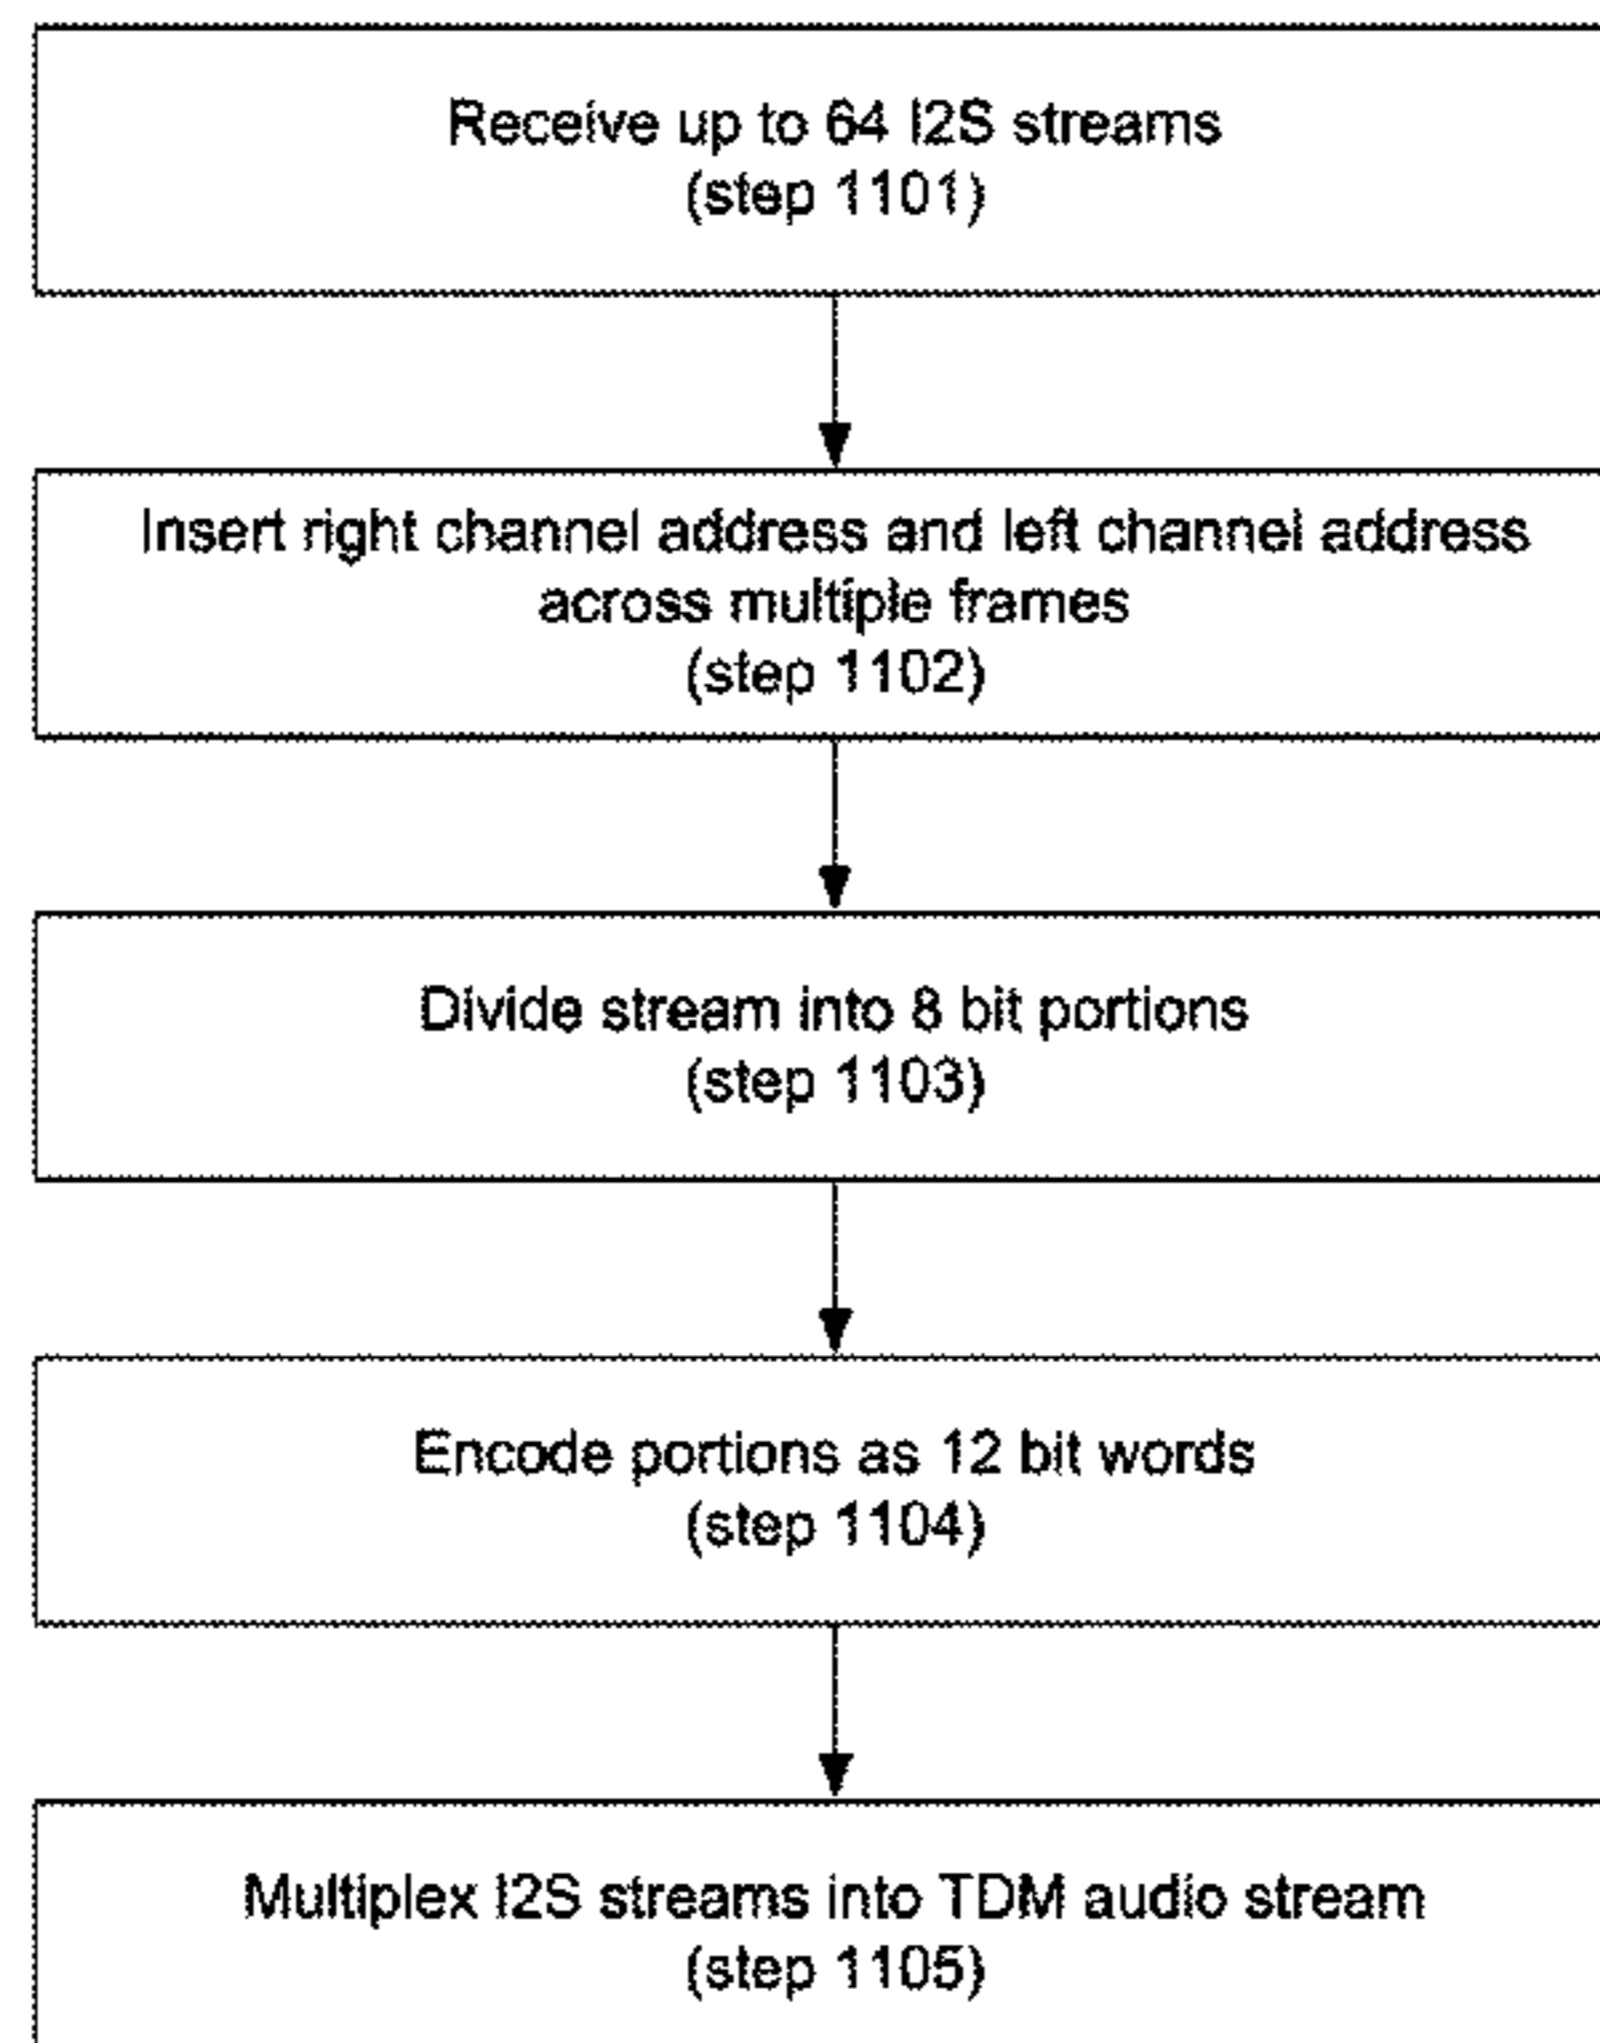 Receive up to 64 I2S streams
(step 1101)
Insert right channel address and left channel address
across multiple frames
(step 1102)
Divide stream into 8 bit portions
(step 1103)
Encode portions as 12 bit words
(step 1104)
Multiplex I2S streams into TDM audio stream
(step 1105)